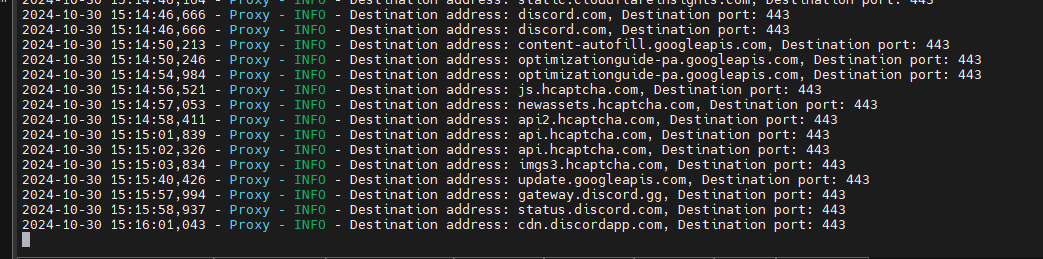 2024-10-30 15:14:46,164 - Proxy - INFO - Destination address: static.cloudflareinsights.com, Destination port: 443
2024-10-30 15:14:46,666 - Proxy - INFO - Destination address: discord.com, Destination port: 443
2024-10-30 15:14:46,666 - Proxy - INFO - Destination address: discord.com, Destination port: 443
2024-10-30 15:14:50,213 - Proxy - INFO - Destination address: content-autofill.googleapis.com, Destination port: 443
2024-10-30 15:14:50,246 - Proxy - INFO - Destination address: optimizationguide-pa.googleapis.com, Destination port: 443
2024-10-30 15:14:54,984 - Proxy - INFO - Destination address: optimizationguide-pa.googleapis.com, Destination port: 443
2024-10-30 15:14:56,521 - Proxy - INFO - Destination address: js.hcaptcha.com, Destination port: 443
2024-10-30 15:14:57,053 - Proxy - INFO - Destination address: newassets.hcaptcha.com, Destination port: 443
2024-10-30 15:14:58,411 - Proxy - INFO - Destination address: api2.hcaptcha.com, Destination port: 443
2024-10-30 15:15:01,839 - Proxy - INFO - Destination address: api.hcaptcha.com, Destination port: 443
2024-10-30 15:15:02,326 - Proxy - INFO - Destination address: api.hcaptcha.com, Destination port: 443
2024-10-30 15:15:03,834 - Proxy - INFO - Destination address: imgs3.hcaptcha.com, Destination port: 443
2024-10-30 15:15:40,426 - Proxy - INFO - Destination address: update.googleapis.com, Destination port: 443
2024-10-30 15:15:57,994 - Proxy - INFO - Destination address: gateway.discord.gg, Destination port: 443
2024-10-30 15:15:58,937 - Proxy - INFO - Destination address: status.discord.com, Destination port: 443
2024-10-30 15:16:01,043 - Proxy - INFO - Destination address: cdn.discordapp.com, Destination port: 443